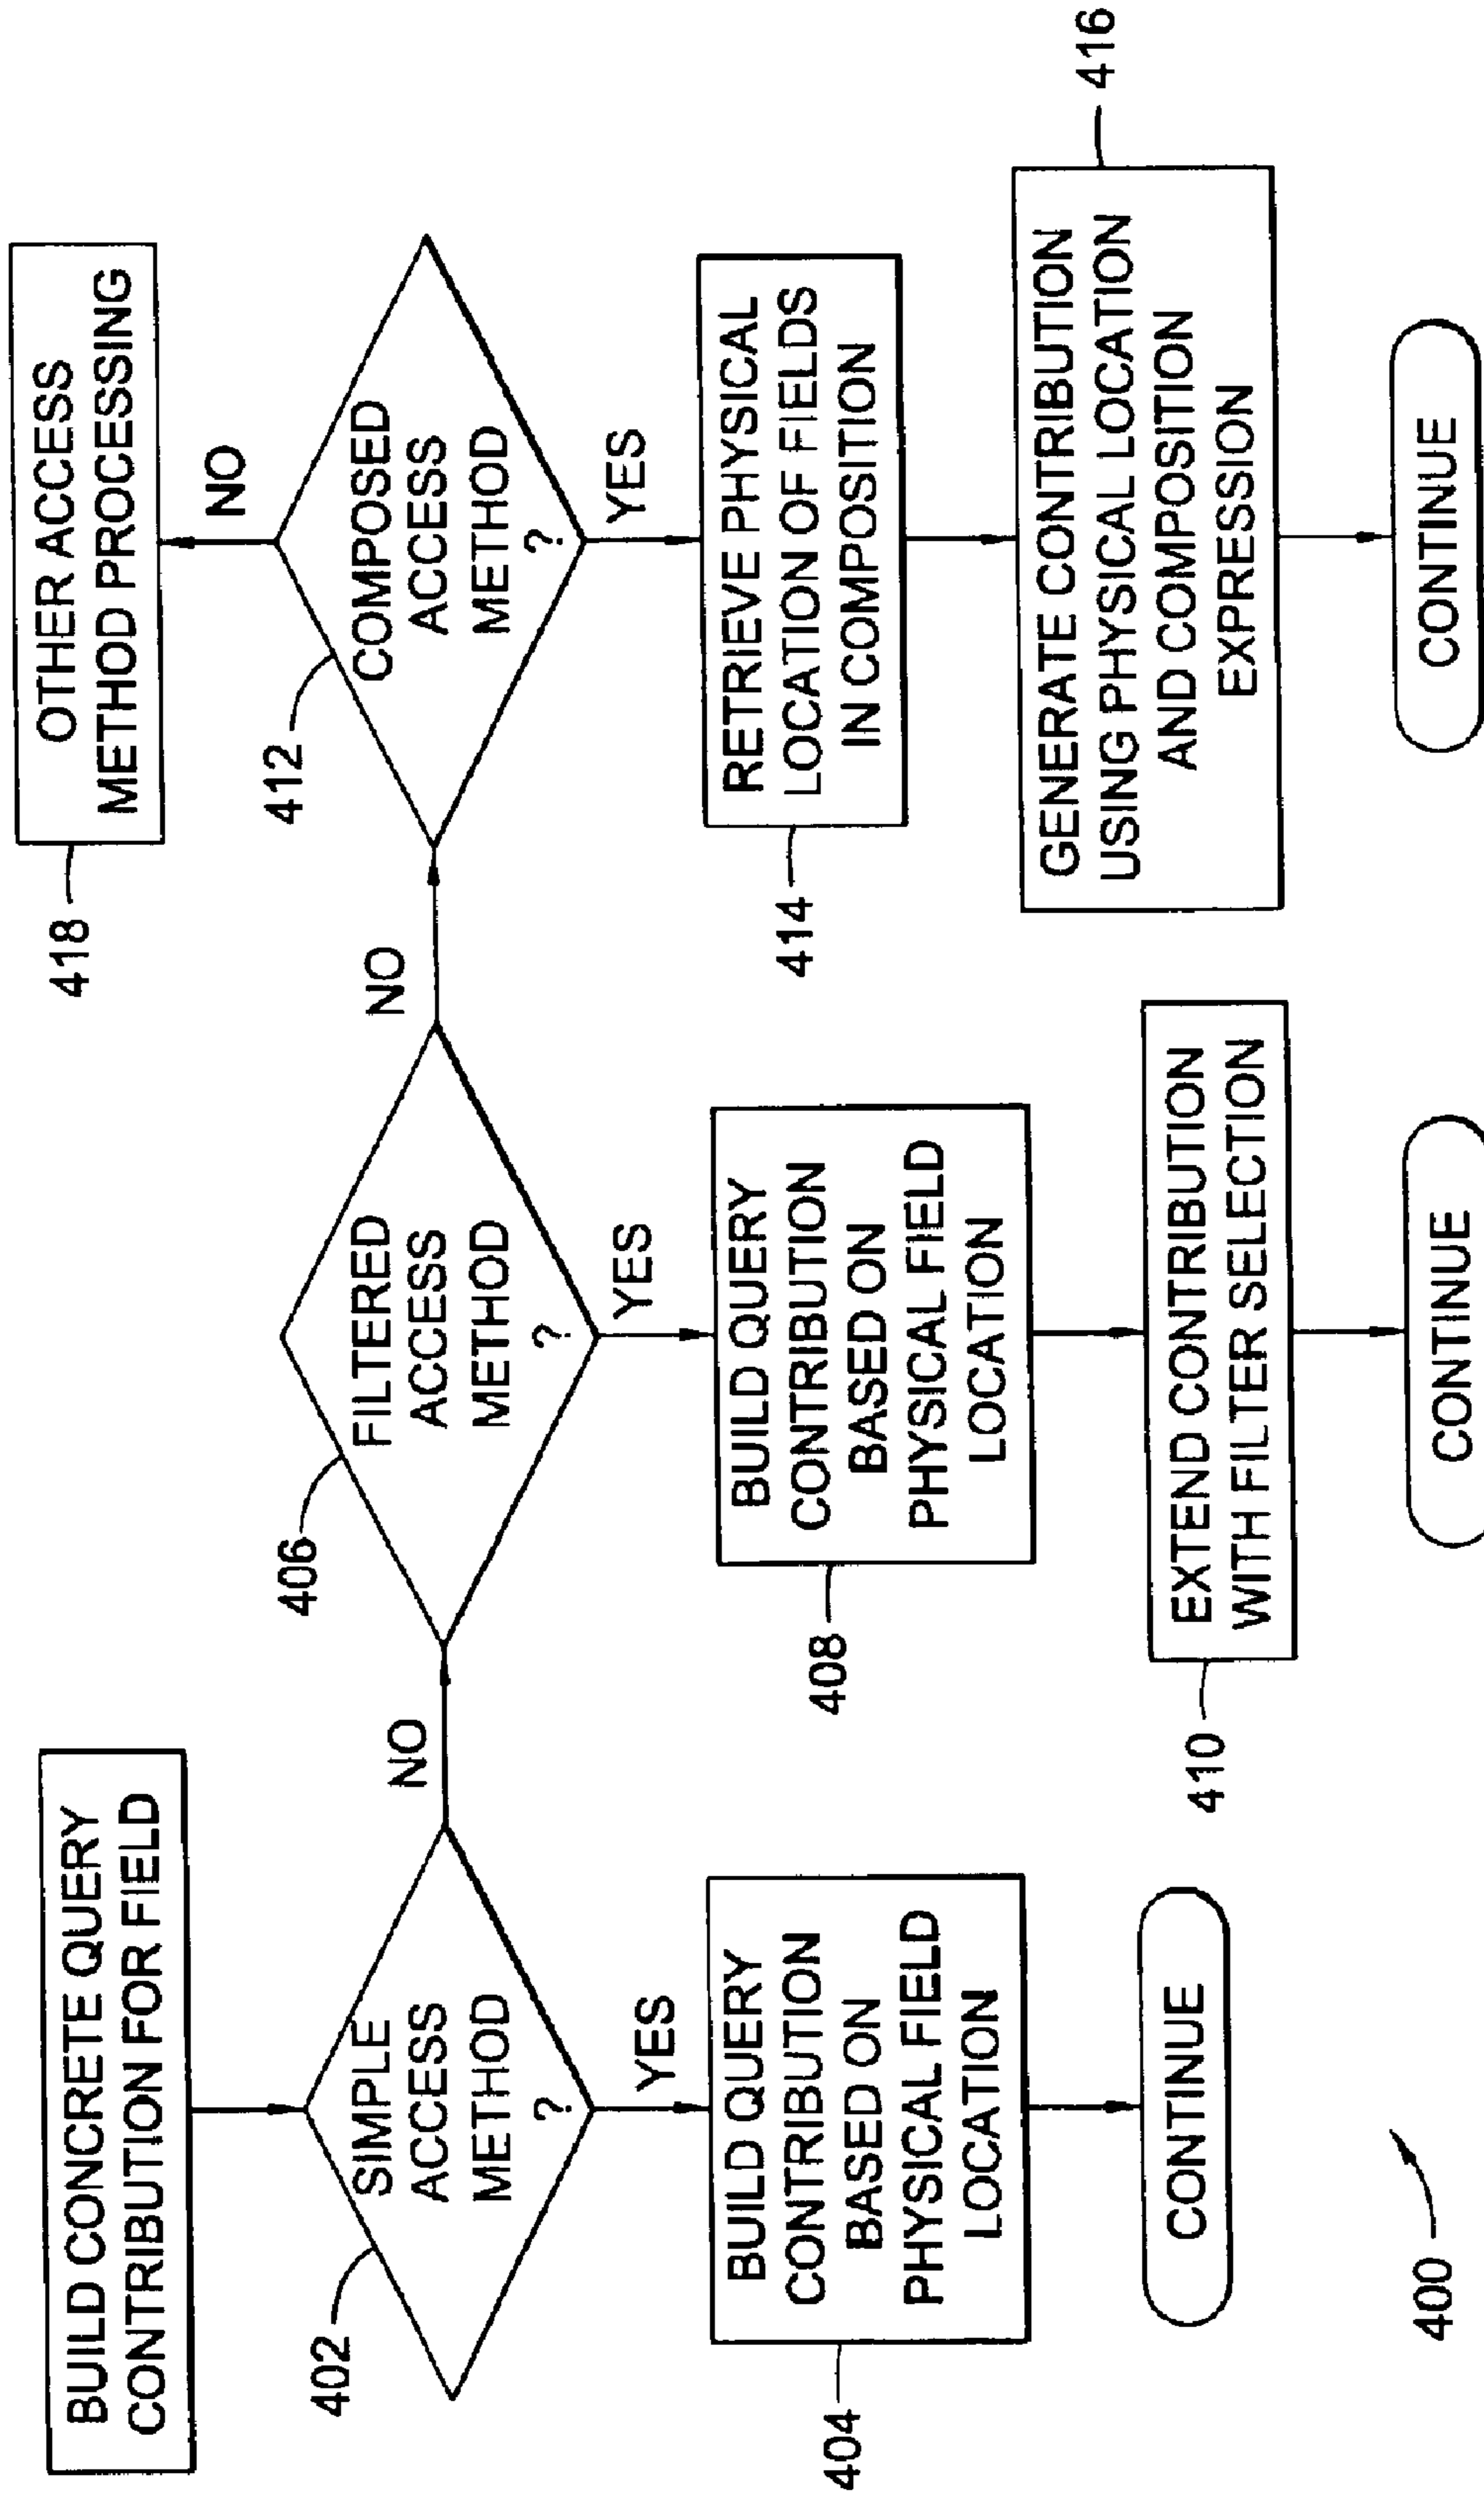 BUILD CONCRETE QUERY
CONTRIBUTION FOR FIELD
402
SIMPLE
ACCESS
METHOD
?
NO
YES
404
BUILD QUERY
CONTRIBUTION
BASED ON
PHYSICAL FIELD
LOCATION
CONTINUE
400
406
FILTERED
ACCESS
METHOD
?
NO
YES
408
BUILD QUERY
CONTRIBUTION
BASED ON
PHYSICAL FIELD
LOCATION
410
EXTEND CONTRIBUTION
WITH FILTER SELECTION
CONTINUE
418
OTHER ACCESS
METHOD PROCESSING
NO
412
COMPOSED
ACCESS
METHOD
?
YES
414
RETRIEVE PHYSICAL
LOCATION OF FIELDS
IN COMPOSITION
416
GENERATE CONTRIBUTION
USING PHYSICAL LOCATION
AND COMPOSITION
EXPRESSION
CONTINUE